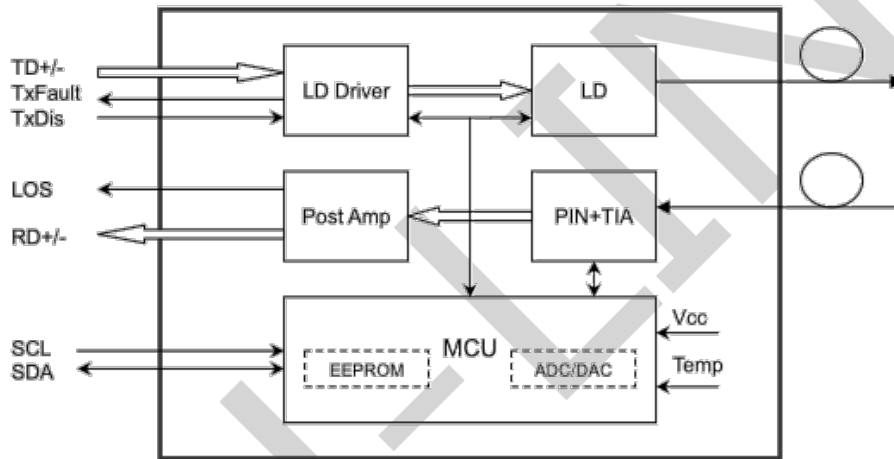 TD+/-
TxFault
TxDis
LD Driver
LD
LOS
RD+/-
Post Amp
PIN+TIA
SCL
SDA
MCU
EEPROM
ADC/DAC
Vcc
Temp